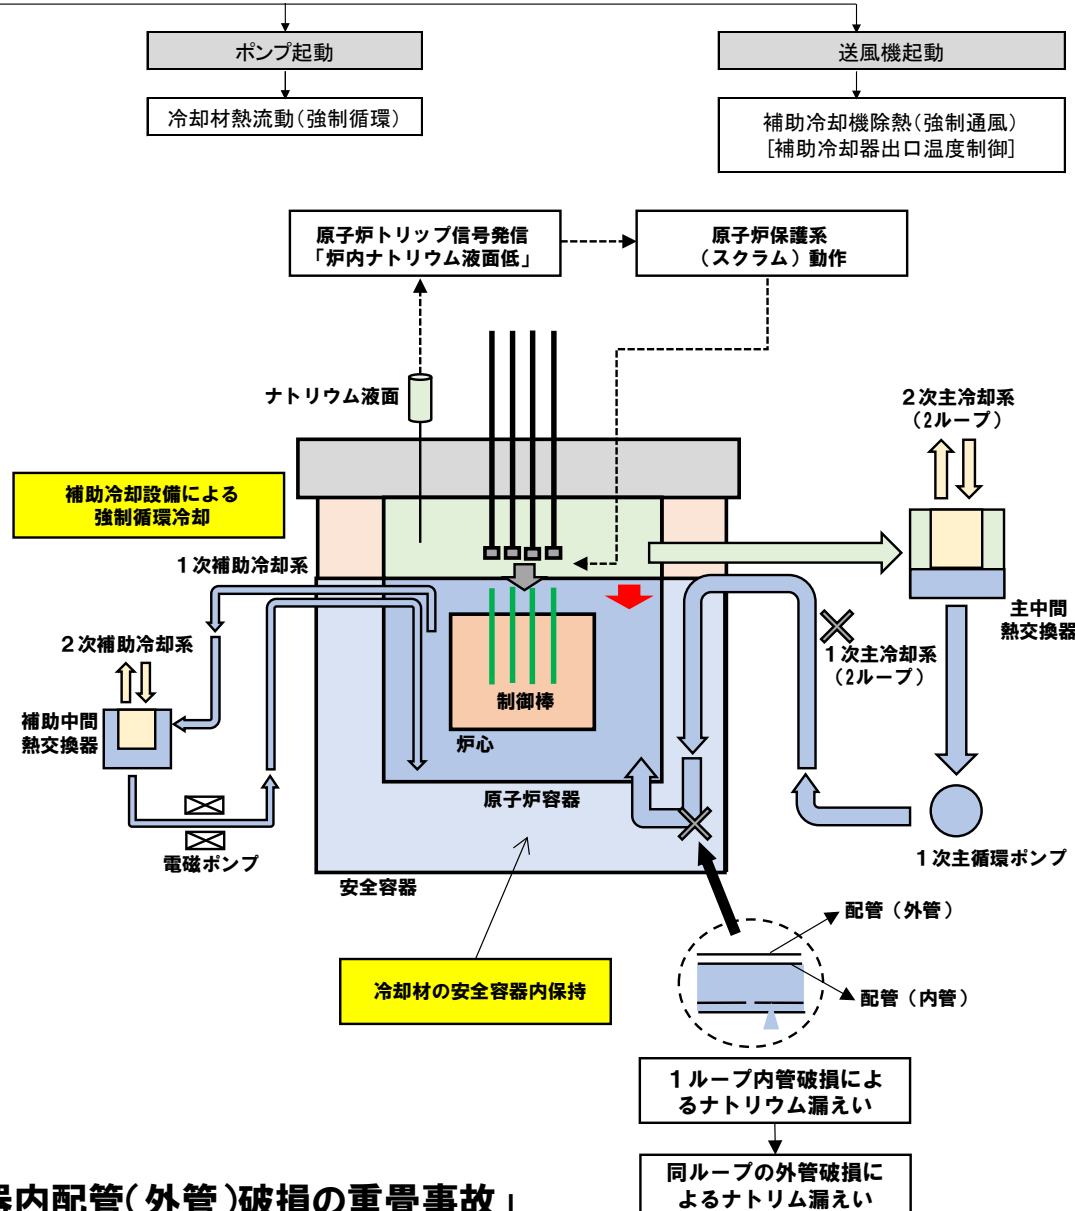 ポンプ起動
送風機起動
冷却材熱流動(強制循環)
補助冷却機除熱(強制通風)
[補助冷却器出口温度制御]
原子炉トリップ信号発信
「炉内ナトリウム液面低」
原子炉保護系
（スクラム）動作
ナトリウム液面
２次主冷却系
（2ループ）
補助冷却設備による
強制循環冷却
１次補助冷却系
主中間
熱交換器
２次補助冷却系
１次主冷却系
（2ループ）
補助中間
熱交換器
制御棒
炉心
原子炉容器
電磁ポンプ
１次主循環ポンプ
安全容器
配管（外管）
冷却材の安全容器内保持
配管（内管）
１ループ内管破損によ
るナトリウム漏えい
同ループの外管破損に
よるナトリム漏えい
器内配管(外管)破損の重畳事故」